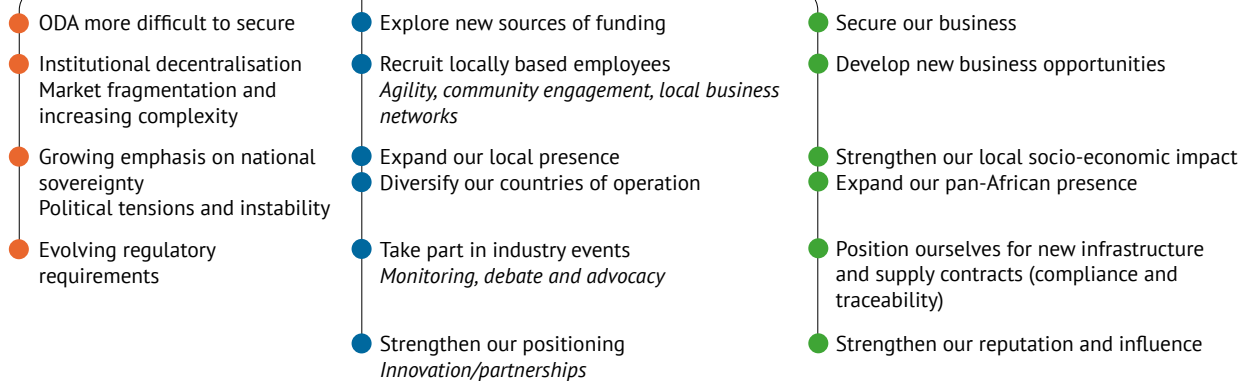 ODA more difficult to secure
Institutional decentralisation
Market fragmentation and
increasing complexity
Growing emphasis on national
sovereignty
Political tensions and instability
Evolving regulatory
requirements
Explore new sources of funding
Recruit locally based employees
Agility, community engagement, local business
networks
Expand our local presence
Diversify our countries of operation
Take part in industry events
Monitoring, debate and advocacy
Strengthen our positioning
Innovation/partnerships
Secure our business
Develop new business opportunities
Strengthen our local socio-economic impact
Expand our pan-African presence
Position ourselves for new infrastructure
and supply contracts (compliance and
traceability)
Strengthen our reputation and influence